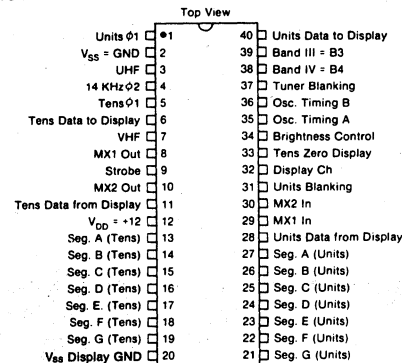 Top View
Units Φ1 1 40 Units Data to Display
VSS = GND 2 39 Band III = B3
UHF 3 38 Band IV = B4
14 KHzΦ2 4 37 Tuner Blanking
TensΦ1 5 36 Osc. Timing B
Tens Data to Display 6 35 Osc. Timing A
VHF 7 34 Brightness Control
MX1 Out 8 33 Tens Zero Display
Strobe 9 32 Display Ch
MX2 Out 10 31 Units Blanking
Tens Data from Display 11 30 MX2 In
VDD = +12 12 29 MX1 In
Seg. A (Tens) 13 28 Units Data from Display
Seg. B (Tens) 14 27 Seg. A (Units)
Seg. C (Tens) 15 26 Seg. B (Units)
Seg. D (Tens) 16 25 Seg. C (Units)
Seg. E. (Tens) 17 24 Seg. D (Units)
Seg. F (Tens) 18 23 Seg. E (Units)
Seg. G (Tens) 19 22 Seg. F (Units)
VSS Display GND 20 21 Seg. G (Units)